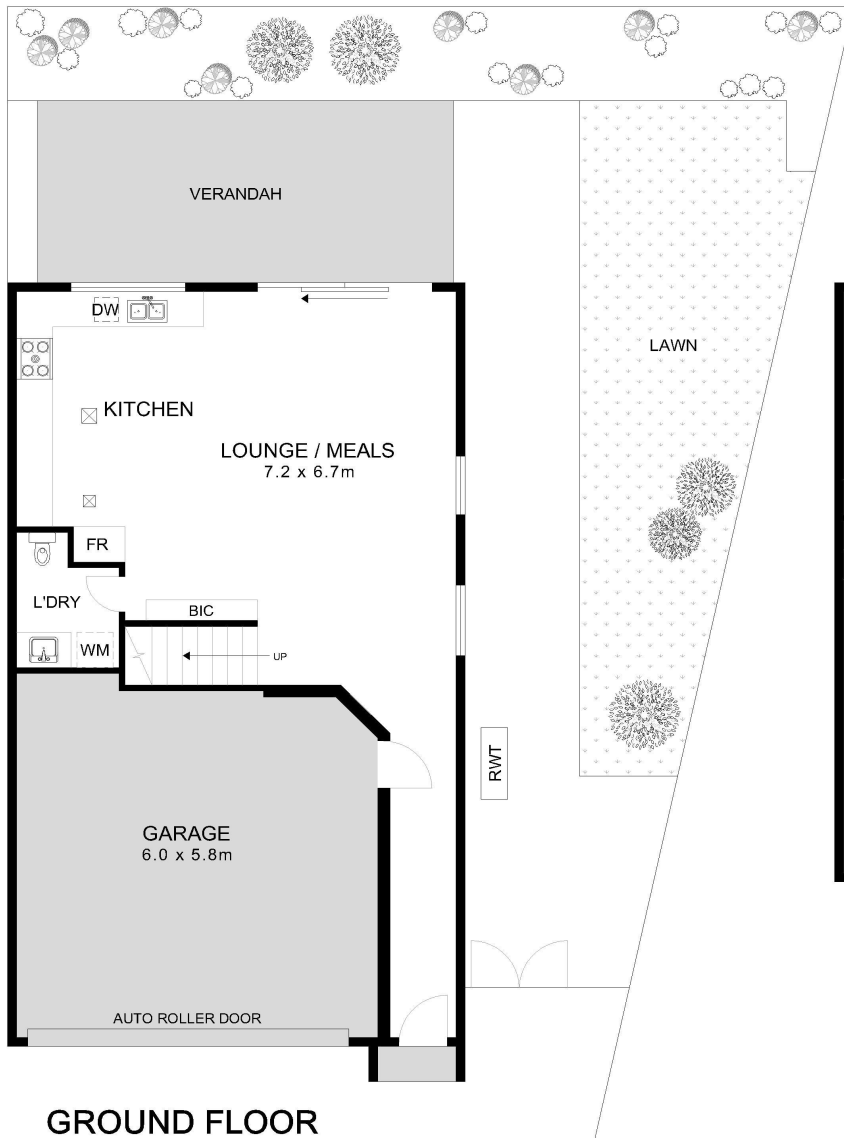 VERANDAH
DW
LAWN
KITCHEN
LOUNGE / MEALS
7.2 x 6.7m
FR
L'DRY
BIC
WM
UP
RWT
GARAGE
6.0 x 5.8m
AUTO ROLLER DOOR
GROUND FLOOR